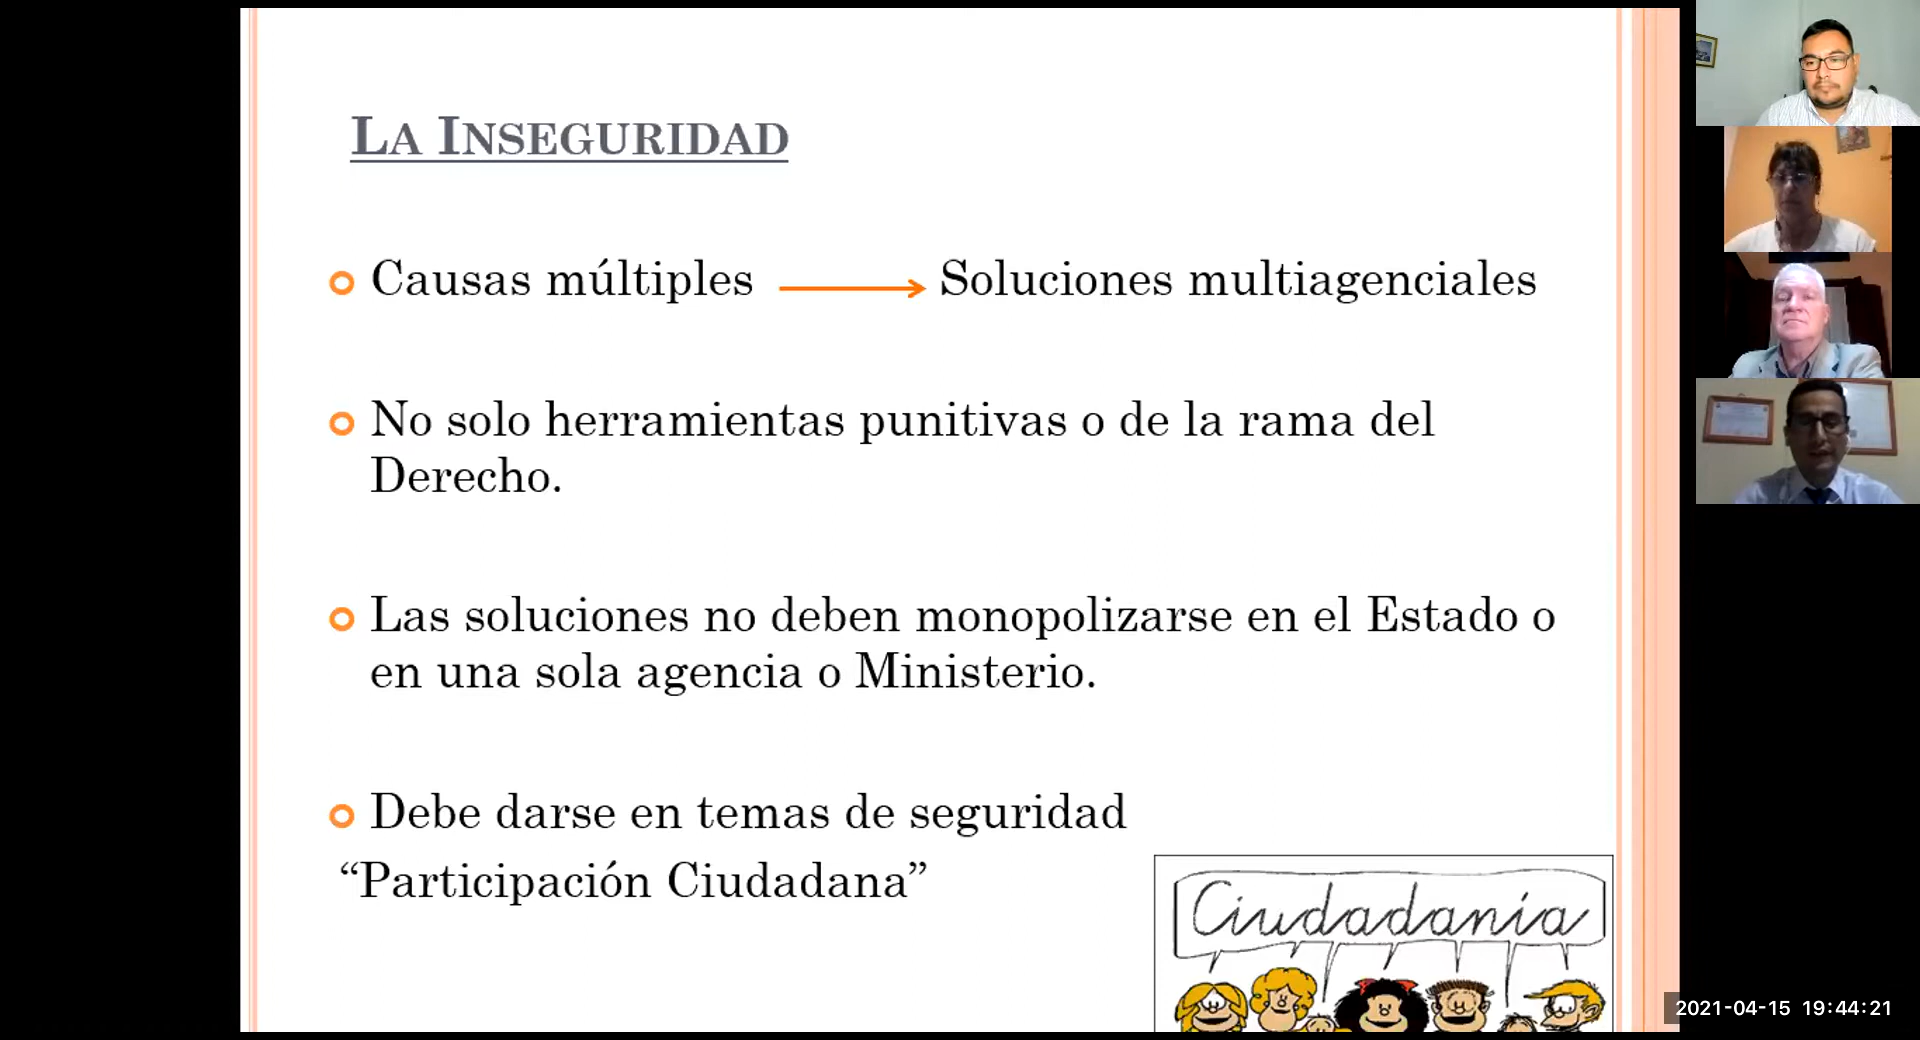 LA INSEGURIDAD
Causas múltiples → Soluciones multiagenciales
No solo herramientas punitivas o de la rama del
Derecho.
Las soluciones no deben monopolizarse en el Estado o
en una sola agencia o Ministerio.
Debe darse en temas de seguridad
“Participación Ciudadana”
Ciudadanía
2021-04-15 19:44:21